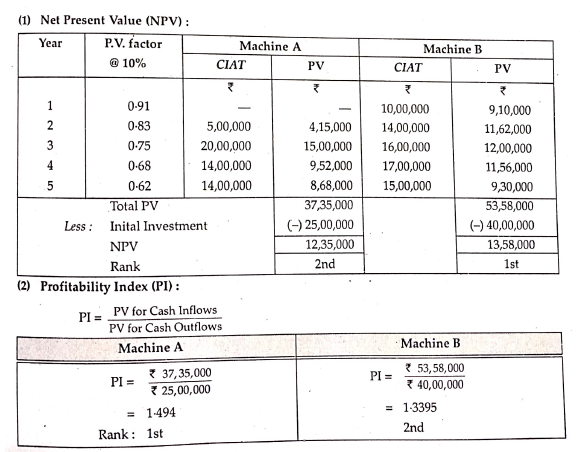 (1) Net Present Value (NPV) :
Year P.V. factor @ 10% Machine A Machine B
CIAT PV CIAT PV
₹ ₹ ₹ ₹
1 0·91 — — 10,00,000 9,10,000
2 0·83 5,00,000 4,15,000 14,00,000 11,62,000
3 0·75 20,00,000 15,00,000 16,00,000 12,00,000
4 0·68 14,00,000 9,52,000 17,00,000 11,56,000
5 0·62 14,00,000 8,68,000 15,00,000 9,30,000
Total PV 37,35,000 53,58,000
Less : Inital Investment (–) 25,00,000 (–) 40,00,000
NPV 12,35,000 13,58,000
Rank 2nd 1st
(2) Profitability Index (PI) :
PI = PV for Cash Inflows
PV for Cash Outflows
Machine A Machine B
PI = ₹ 37,35,000 PI = ₹ 53,58,000
₹ 25,00,000 ₹ 40,00,000
= 1·494 = 1·3395
Rank : 1st 2nd